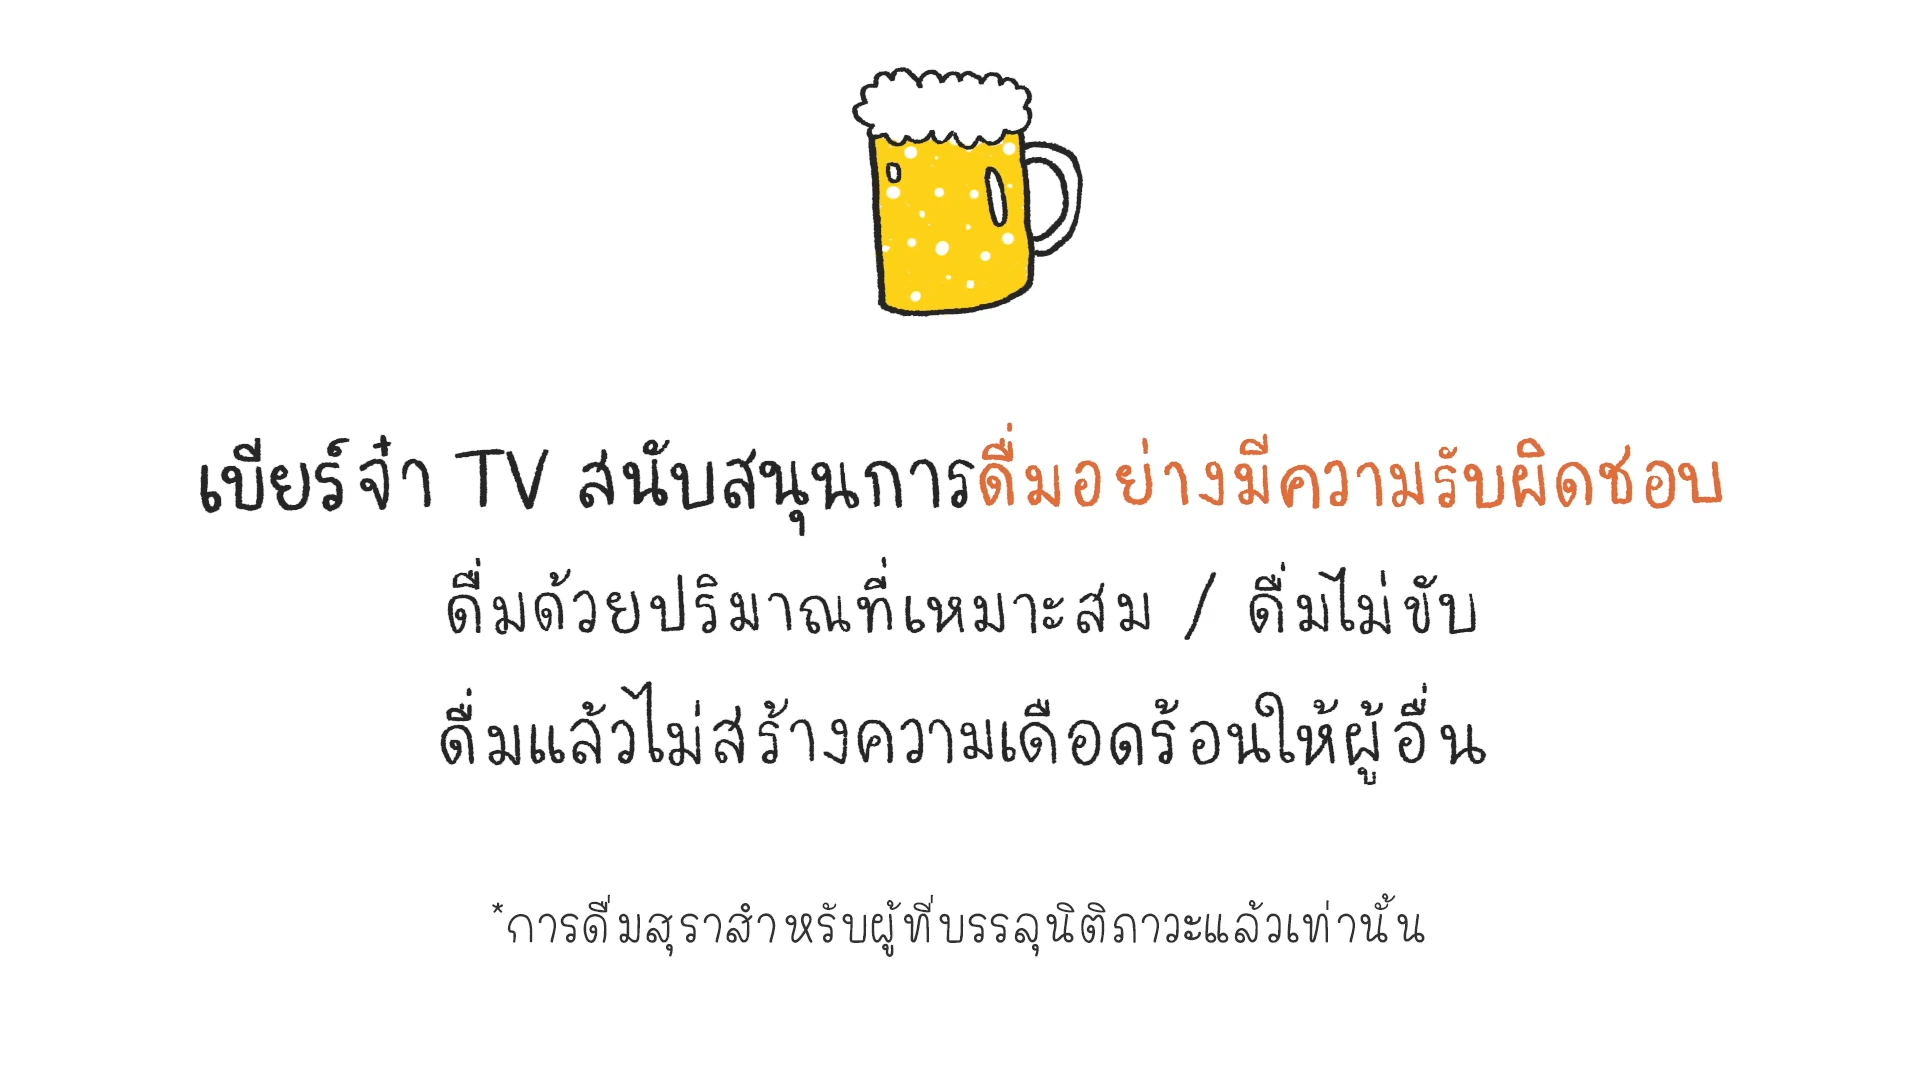 เบียร์จ๋า TV สนับสนุนการดื่มอย่างมีความรับผิดชอบ
ดื่มด้วยปริมาณที่เหมาะสม / ดื่มไม่ขับ
ดื่มแล้วไม่สร้างความเดือดร้อนให้ผู้อื่น
*การดื่มสุราสำหรับผู้ที่บรรลุนิติภาวะแล้วเท่านั้น